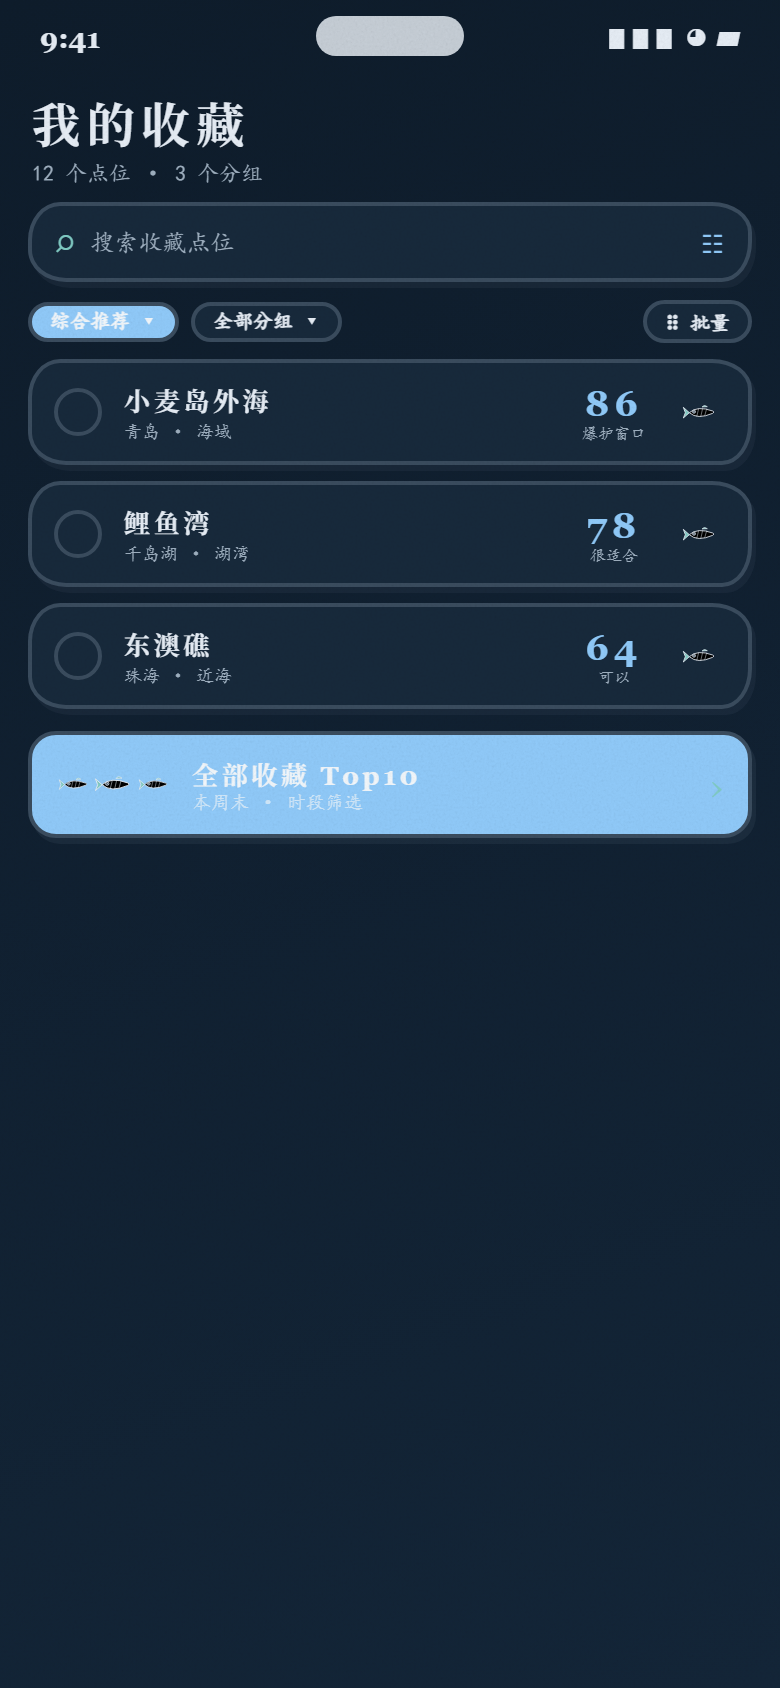 9:41
我的收藏
12 个点位 • 3 个分组
搜索收藏点位
综合推荐 ▼
全部分组 ▼
批量
小麦岛外海
青岛 • 海域
86
爆护窗口
鲤鱼湾
千岛湖 • 湖湾
78
很适合
东澳礁
珠海 • 近海
64
可以
全部收藏 Top10
本周末 • 时段筛选